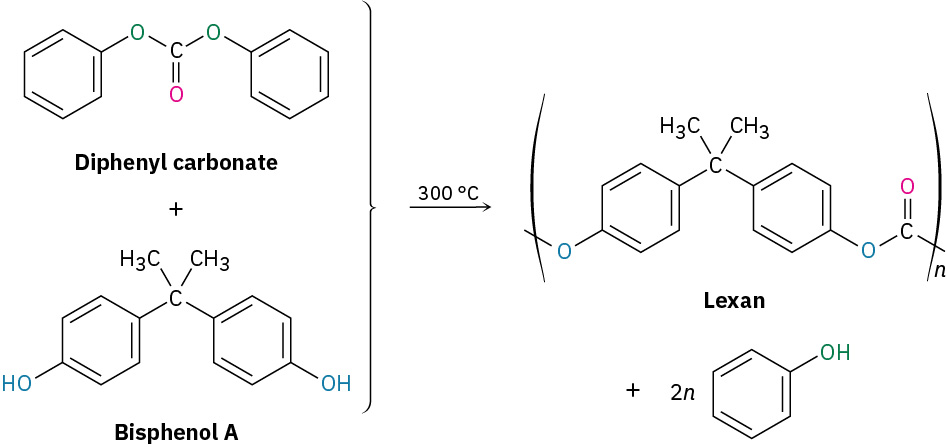 O C O
O
Diphenyl carbonate
+
H₃C CH₃
C
HO OH
Bisphenol A
300 °C
H₃C CH₃
C
O
O O C
n
Lexan
+ 2n OH